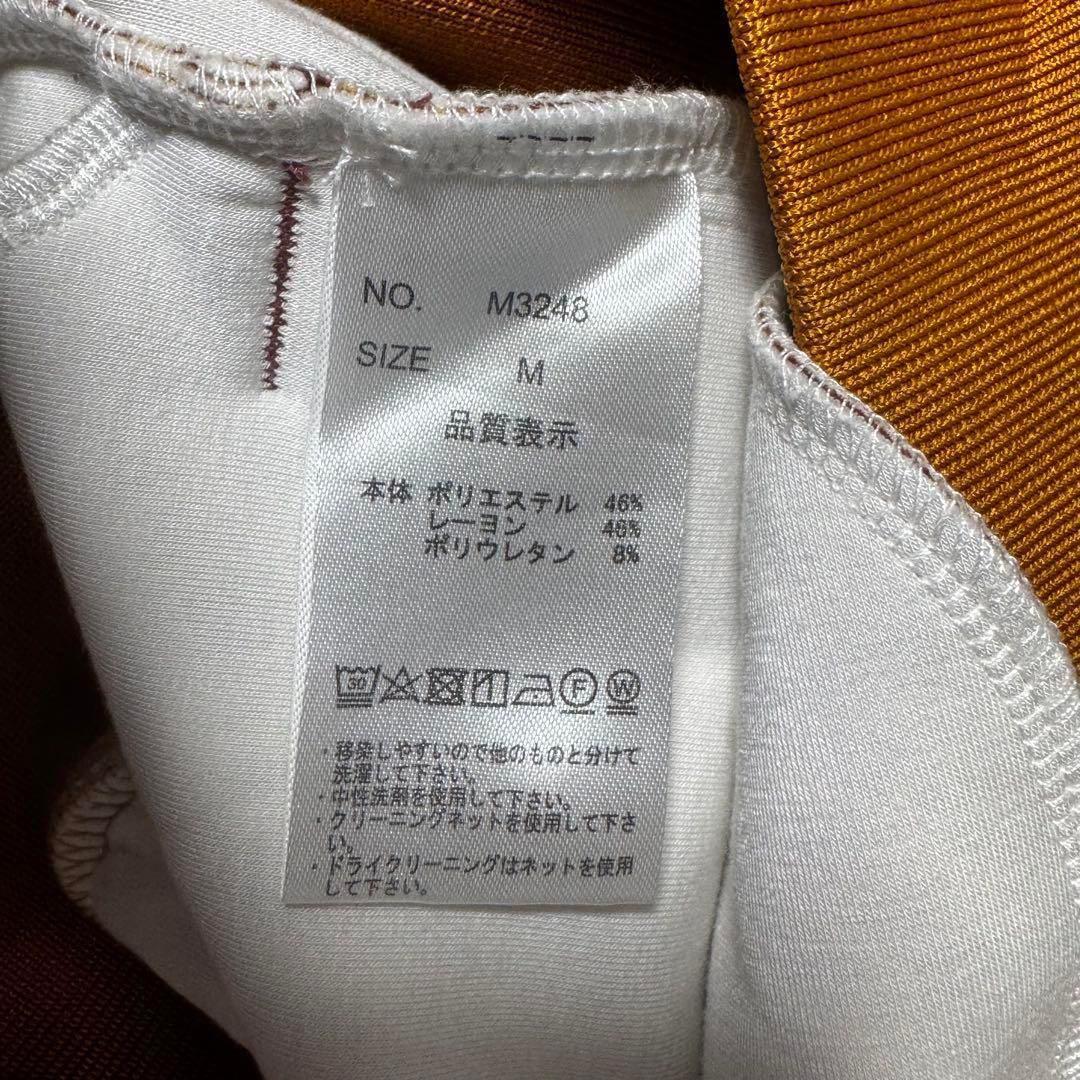 NO. M3248
SIZE M
品質表示
本体 ポリエステル 46%
レーヨン 46%
ポリウレタン 8%
30 F W
・移染しやすいので他のものと分けて
洗濯して下さい。
・中性洗剤を使用して下さい。
・クリーニングネットを使用して下さ
い。
・ドライクリーニングはネットを使用
して下さい。